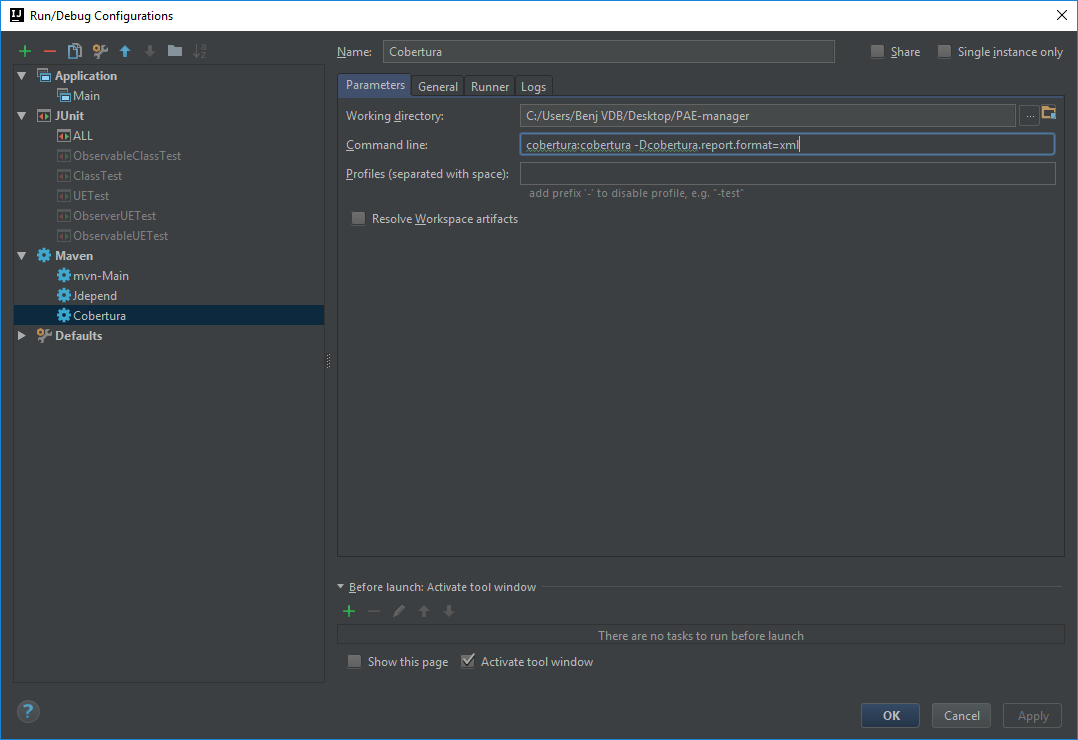 Run/Debug Configurations
Name: Cobertura
Share
Single instance only
Application
Main
JUnit
ALL
ObservableClassTest
ClassTest
UETest
ObserverUETest
ObservableUETest
Maven
mvn-Main
Jdepend
Cobertura
Defaults
Parameters General Runner Logs
Working directory: C:/Users/Benj VDB/Desktop/PAE-manager ...
Command line: cobertura:cobertura -Dcobertura.report.format=xml
Profiles (separated with space):
add prefix '-' to disable profile, e.g. "-test"
Resolve Workspace artifacts
Before launch: Activate tool window
There are no tasks to run before launch
Show this page Activate tool window
? OK Cancel Apply